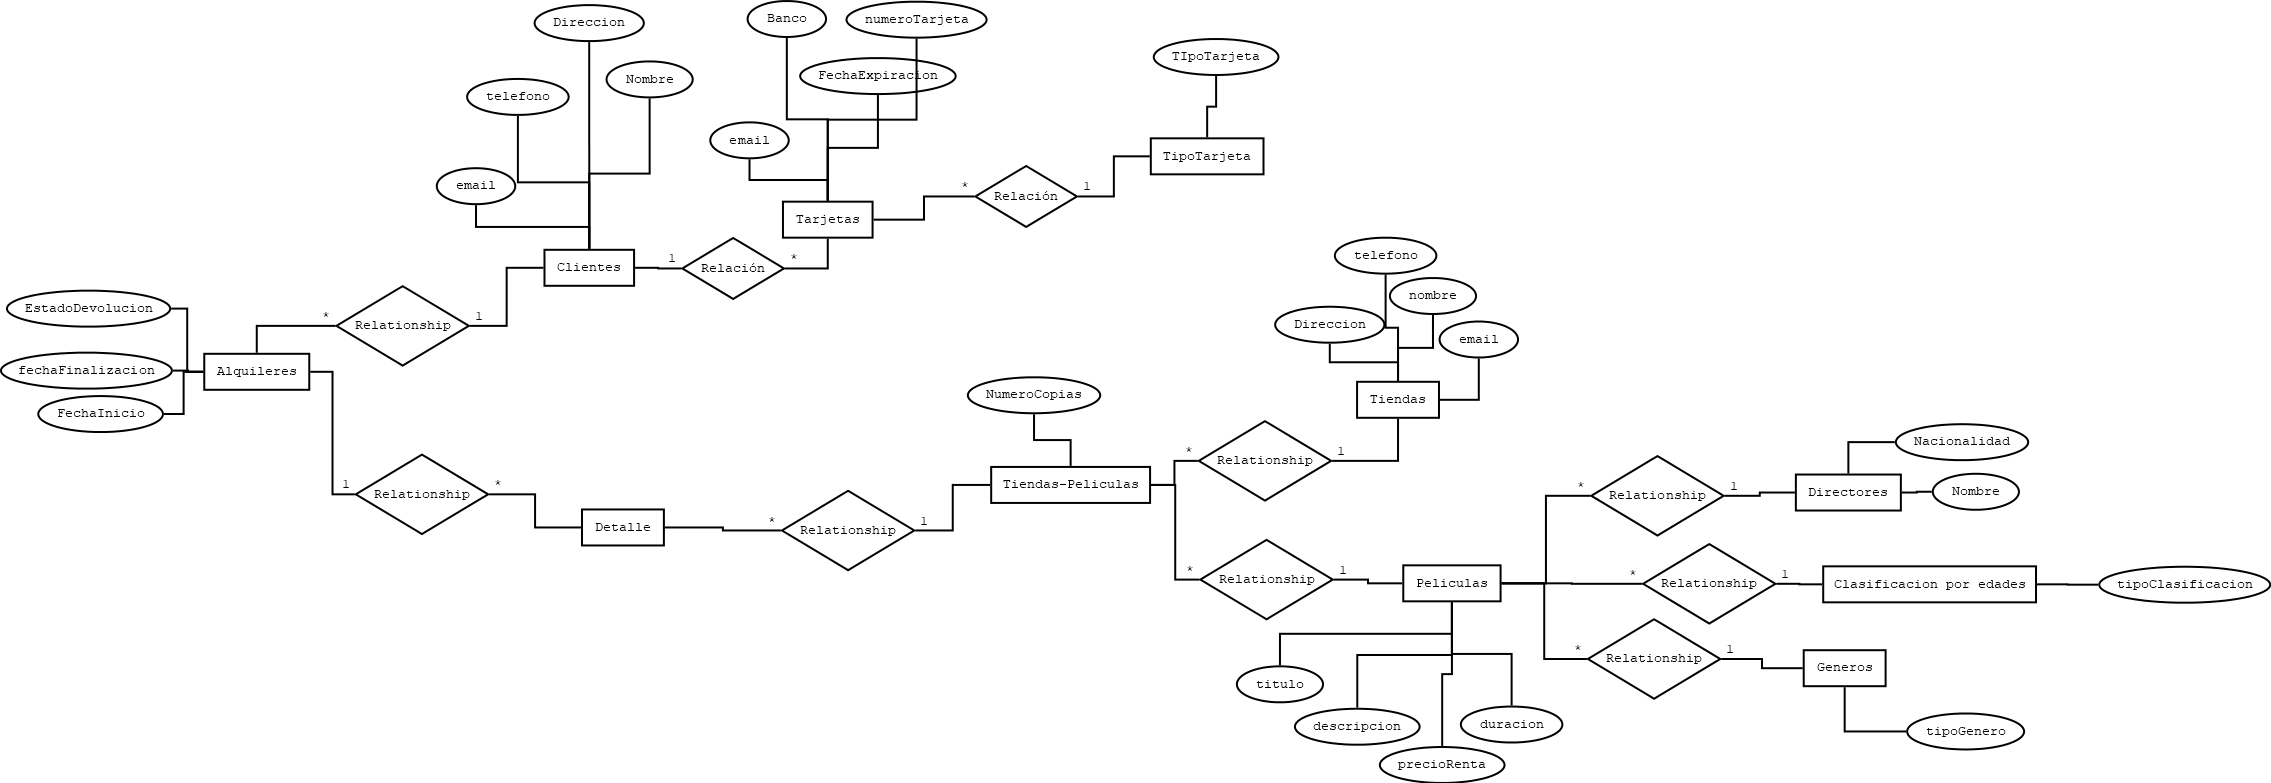 Direccion
Banco
numeroTarjeta
TIpoTarjeta
telefono
Nombre
FechaExpiracion
email
email
TipoTarjeta
*
Relación
1
Tarjetas
Clientes
1
Relación
*
telefono
nombre
Direccion
email
EstadoDevolucion
*
Relationship
1
fechaFinalizacion
Alquileres
FechaInicio
NumeroCopias
Tiendas
Nacionalidad
*
Relationship
1
1
Relationship
*
Tiendas-Peliculas
*
Relationship
1
Directores
Nombre
Detalle
*
Relationship
1
*
Relationship
1
Peliculas
*
Relationship
1
Clasificacion por edades
tipoClasificacion
*
Relationship
1
Generos
titulo
descripcion
duracion
precioRenta
tipoGenero